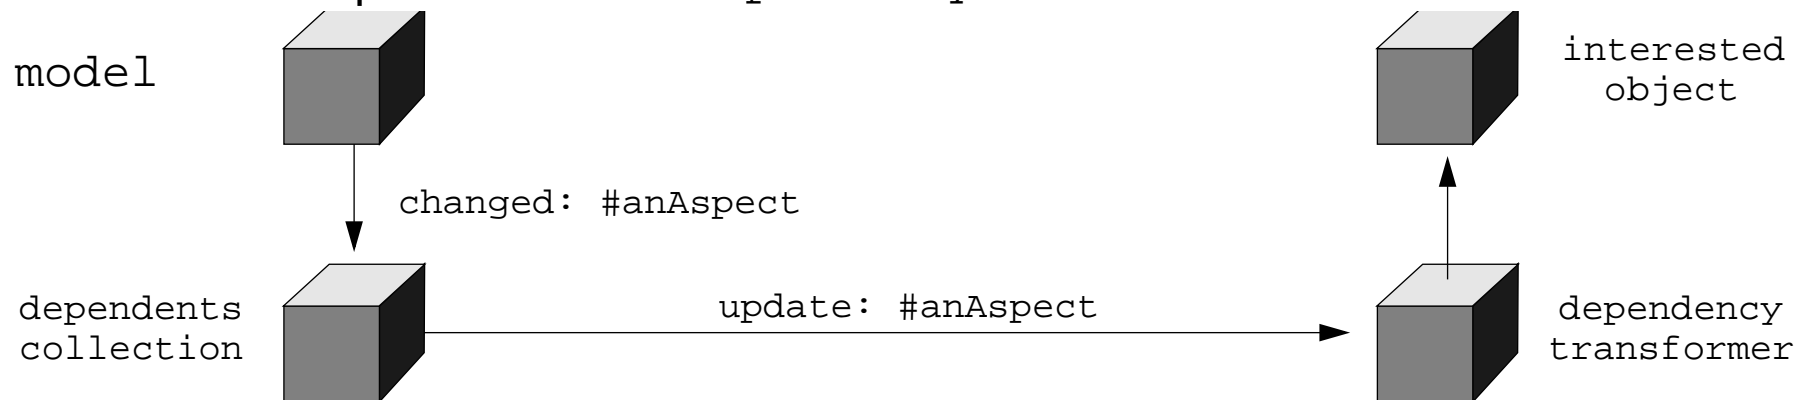 model
interested
object
changed: #anAspect
dependents
collection
update: #anAspect
dependency
transformer